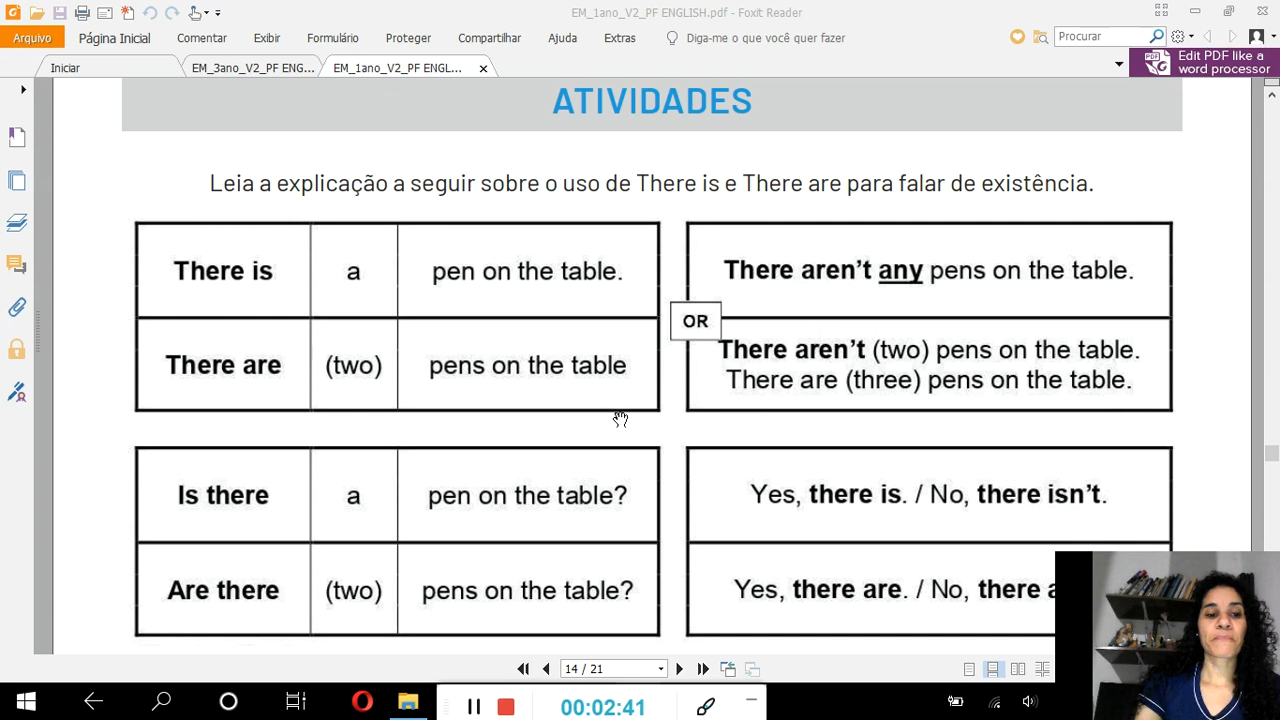 EM_1ano_V2_PF ENGLISH.pdf - Foxit Reader
Arquivo Página Inicial Comentar Exibir Formulário Proteger Compartilhar Ajuda Extras Diga-me o que você quer fazer Procurar
Iniciar EM_3ano_V2_PF ENG... EM_1ano_V2_PF ENGL... Edit PDF like a
word processor
ATIVIDADES
Leia a explicação a seguir sobre o uso de There is e There are para falar de existência.
There is a pen on the table.
There are (two) pens on the table
There aren't any pens on the table.
OR
There aren't (two) pens on the table.
There are (three) pens on the table.
Is there a pen on the table?
Are there (two) pens on the table?
Yes, there is. / No, there isn't.
Yes, there are. / No, there
14 / 21
00:02:41